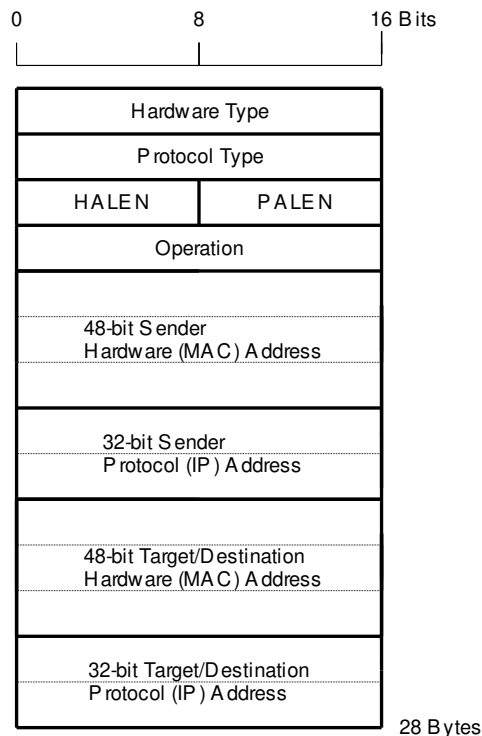 0 8 16 Bits
Hardware Type
Protocol Type
HALEN PALEN
Operation
48-bit Sender
Hardware (MAC) Address
32-bit Sender
Protocol (IP) Address
48-bit Target/Destination
Hardware (MAC) Address
32-bit Target/Destination
Protocol (IP) Address
28 Bytes